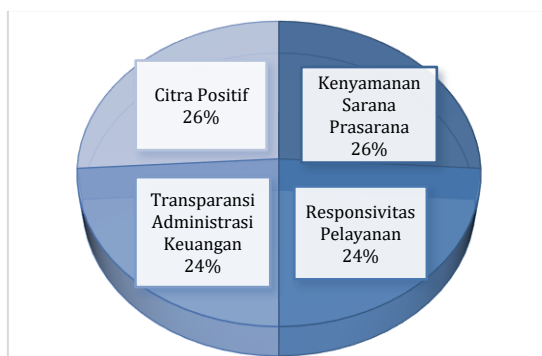 Citra Positif
26%
Kenyamanan
Sarana
Prasarana
26%
Transparansi
Administrasi
Keuangan
24%
Responsivitas
Pelayanan
24%